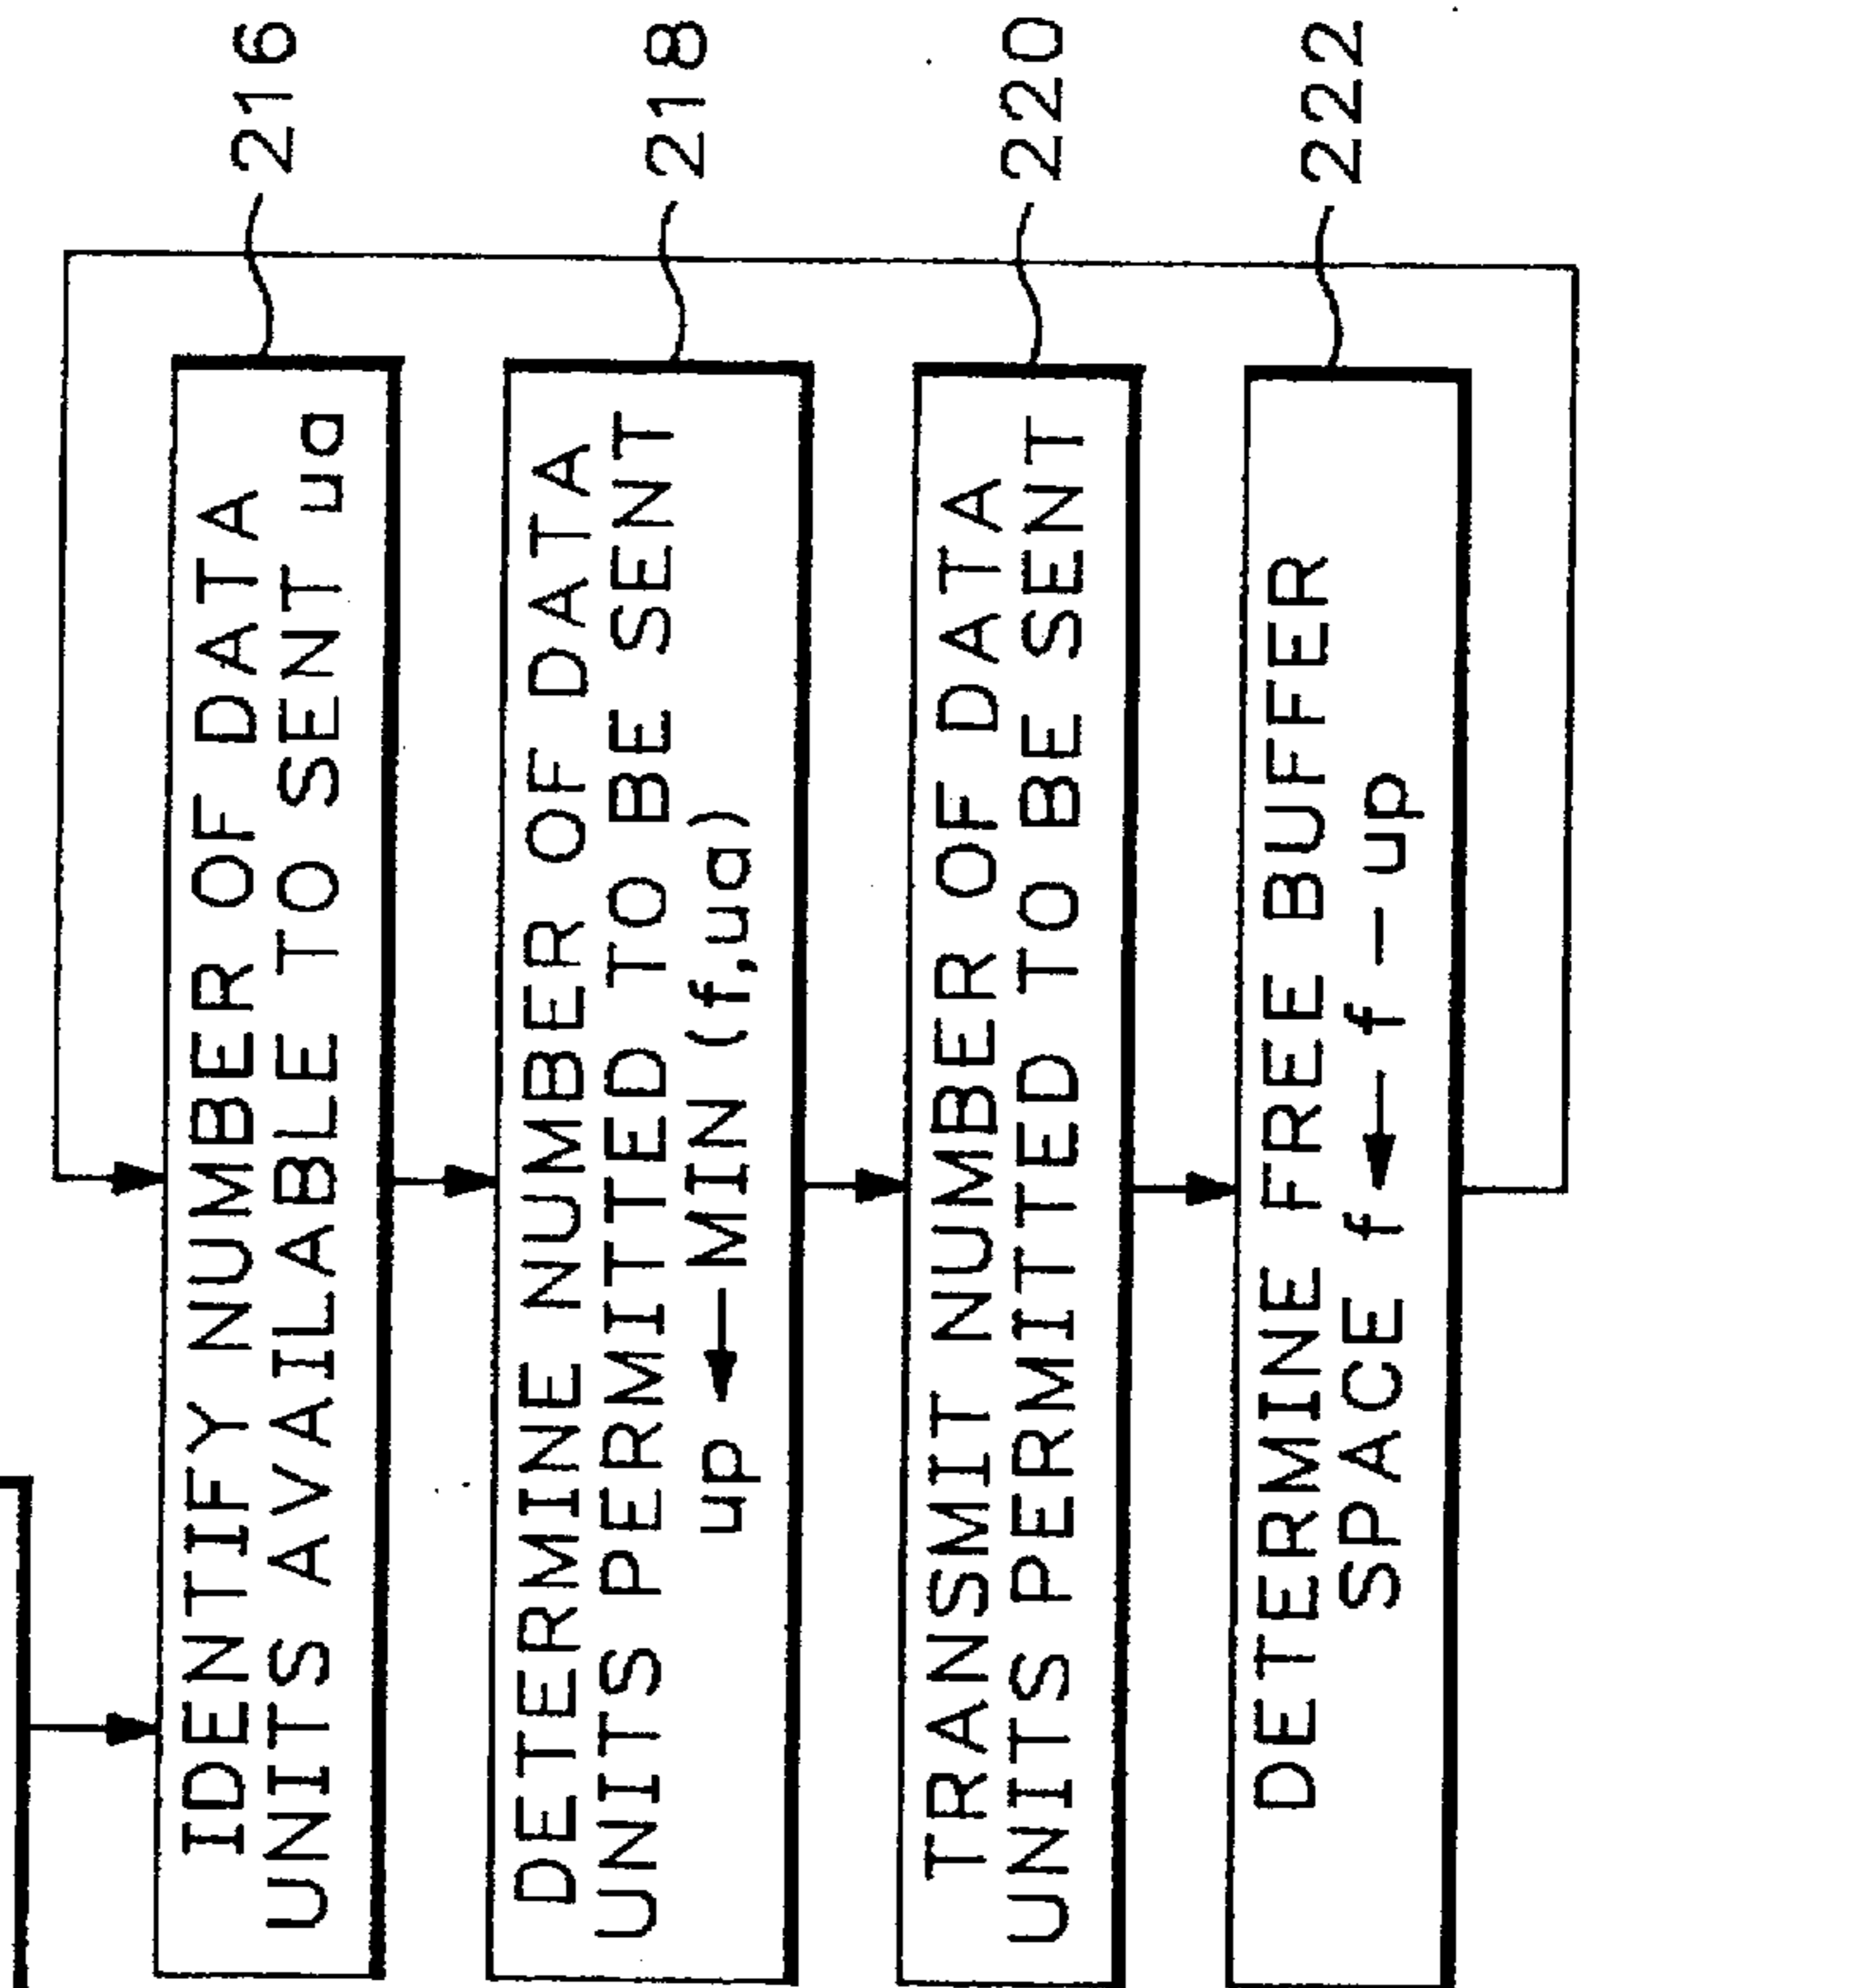 IDENTIFY NUMBER OF DATA
UNITS AVAILABLE TO SENT ua
216
DETERMINE NUMBER OF DATA
UNITS PERMITTED TO BE SENT
up ← MIN (f,ua)
218
TRANSMIT NUMBER OF DATA
UNITS PERMITTED TO BE SENT
220
DETERMINE FREE BUFFER
SPACE f ← f – up
222